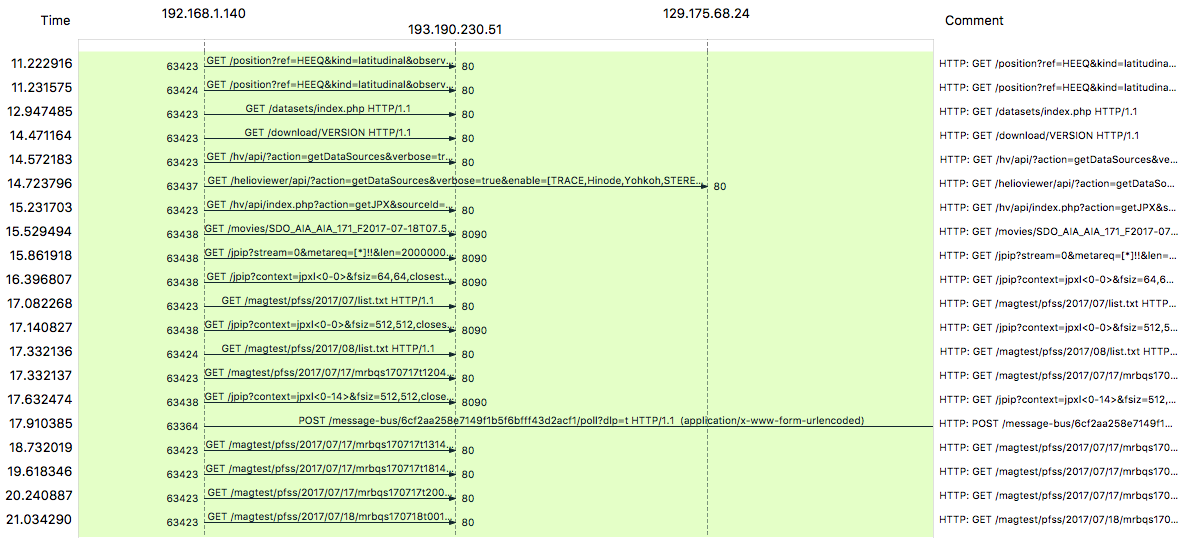 192.168.1.140 129.175.68.24
Time 193.190.230.51 Comment
11.222916 63423 GET /position?ref=HEEQ&kind=latitudinal&observ... 80 HTTP: GET /position?ref=HEEQ&kind=latitudina...
11.231575 63424 GET /position?ref=HEEQ&kind=latitudinal&observ... 80 HTTP: GET /position?ref=HEEQ&kind=latitudina...
12.947485 63423 GET /datasets/index.php HTTP/1.1 80 HTTP: GET /datasets/index.php HTTP/1.1
14.471164 63423 GET /download/VERSION HTTP/1.1 80 HTTP: GET /download/VERSION HTTP/1.1
14.572183 63423 GET /hv/api/?action=getDataSources&verbose=tr... 80 HTTP: GET /hv/api/?action=getDataSources&ve...
14.723796 63437 GET /helioviewer/api/?action=getDataSources&verbose=true&enable=[TRACE,Hinode,Yohkoh,STERE... 80 HTTP: GET /helioviewer/api/?action=getDataSo...
15.231703 63423 GET /hv/api/index.php?action=getJPX&sourceId=... 80 HTTP: GET /hv/api/index.php?action=getJPX&s...
15.529494 63438 GET /movies/SDO_AIA_AIA_171_F2017-07-18T07.5... 8090 HTTP: GET /movies/SDO_AIA_AIA_171_F2017-07...
15.861918 63438 GET /jpip?stream=0&metareq=[*]!!&len=2000000... 8090 HTTP: GET /jpip?stream=0&metareq=[*]!!&len=...
16.396807 63438 GET /jpip?context=jpxl<0-0>&fsiz=64,64,closest... 8090 HTTP: GET /jpip?context=jpxl<0-0>&fsiz=64,6...
17.082268 63423 GET /magtest/pfss/2017/07/list.txt HTTP/1.1 80 HTTP: GET /magtest/pfss/2017/07/list.txt HTTP...
17.140827 63438 GET /jpip?context=jpxl<0-0>&fsiz=512,512,closes... 8090 HTTP: GET /jpip?context=jpxl<0-0>&fsiz=512,5...
17.332136 63424 GET /magtest/pfss/2017/08/list.txt HTTP/1.1 80 HTTP: GET /magtest/pfss/2017/08/list.txt HTTP...
17.332137 63423 GET /magtest/pfss/2017/07/17/mrbqs170717t1204... 80 HTTP: GET /magtest/pfss/2017/07/17/mrbqs170...
17.632474 63438 GET /jpip?context=jpxl<0-14>&fsiz=512,512,close... 8090 HTTP: GET /jpip?context=jpxl<0-14>&fsiz=512,...
17.910385 63364 POST /message-bus/6cf2aa258e7149f1b5f6bfff43d2acf1/poll?dlp=t HTTP/1.1 (application/x-www-form-urlencoded) HTTP: POST /message-bus/6cf2aa258e7149f1...
18.732019 63423 GET /magtest/pfss/2017/07/17/mrbqs170717t1314... 80 HTTP: GET /magtest/pfss/2017/07/17/mrbqs170...
19.618346 63423 GET /magtest/pfss/2017/07/17/mrbqs170717t1814... 80 HTTP: GET /magtest/pfss/2017/07/17/mrbqs170...
20.240887 63423 GET /magtest/pfss/2017/07/17/mrbqs170717t200... 80 HTTP: GET /magtest/pfss/2017/07/17/mrbqs170...
21.034290 63423 GET /magtest/pfss/2017/07/18/mrbqs170718t001... 80 HTTP: GET /magtest/pfss/2017/07/18/mrbqs170...